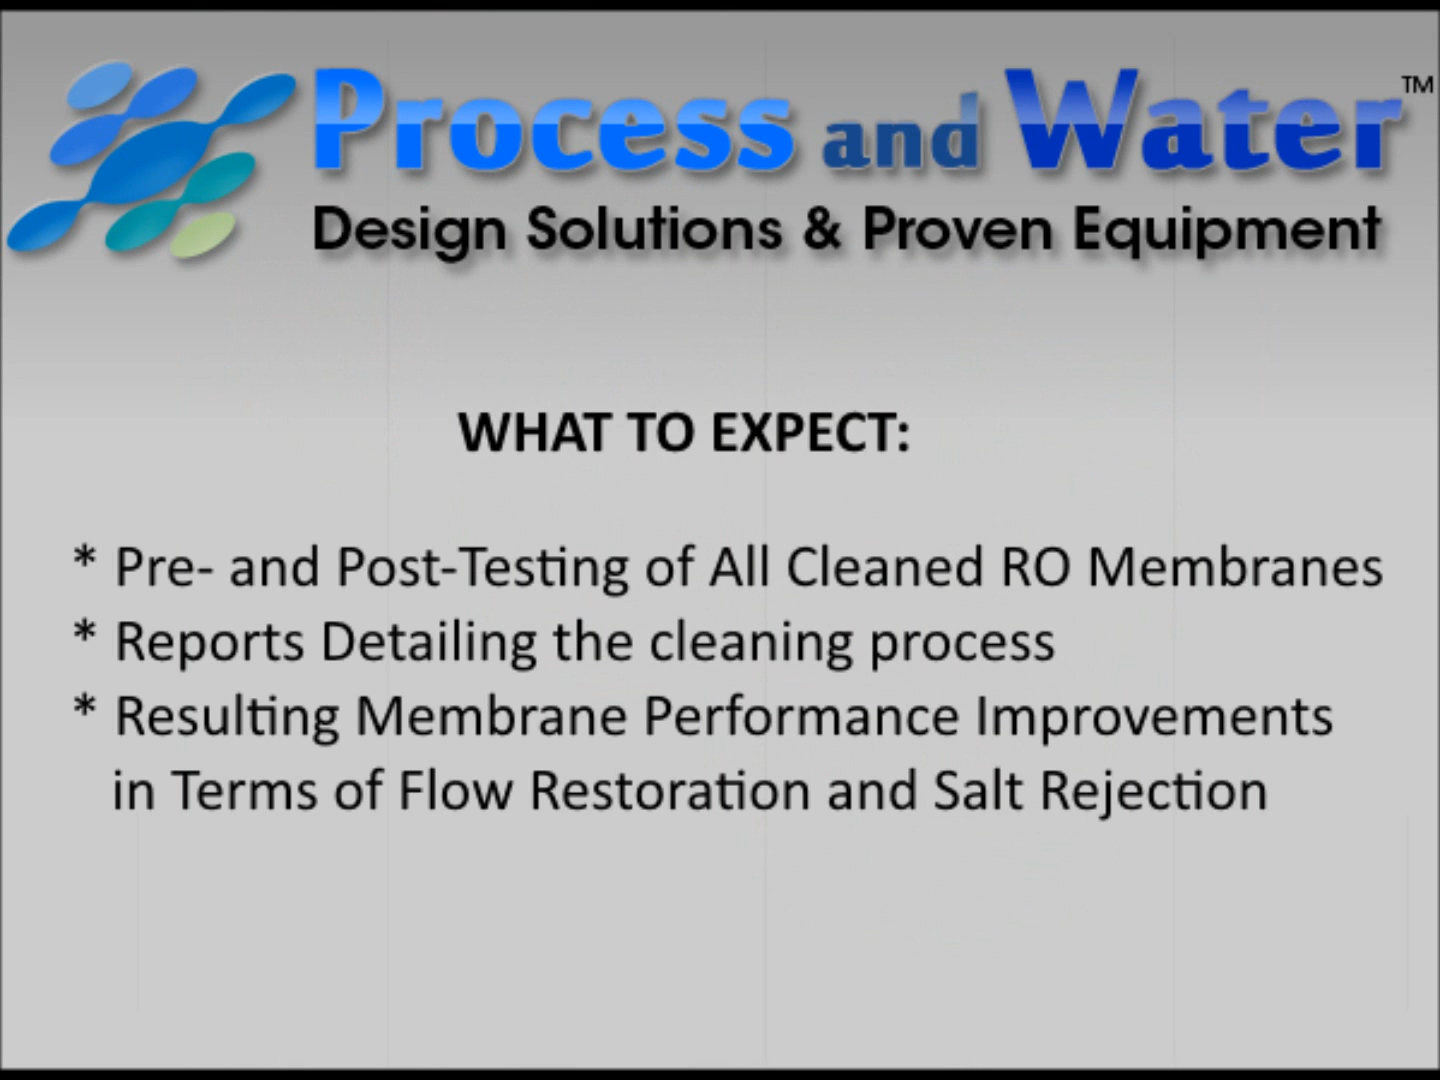 Process and Water™
Design Solutions & Proven Equipment
WHAT TO EXPECT:
* Pre- and Post-Testing of All Cleaned RO Membranes
* Reports Detailing the cleaning process
* Resulting Membrane Performance Improvements
in Terms of Flow Restoration and Salt Rejection